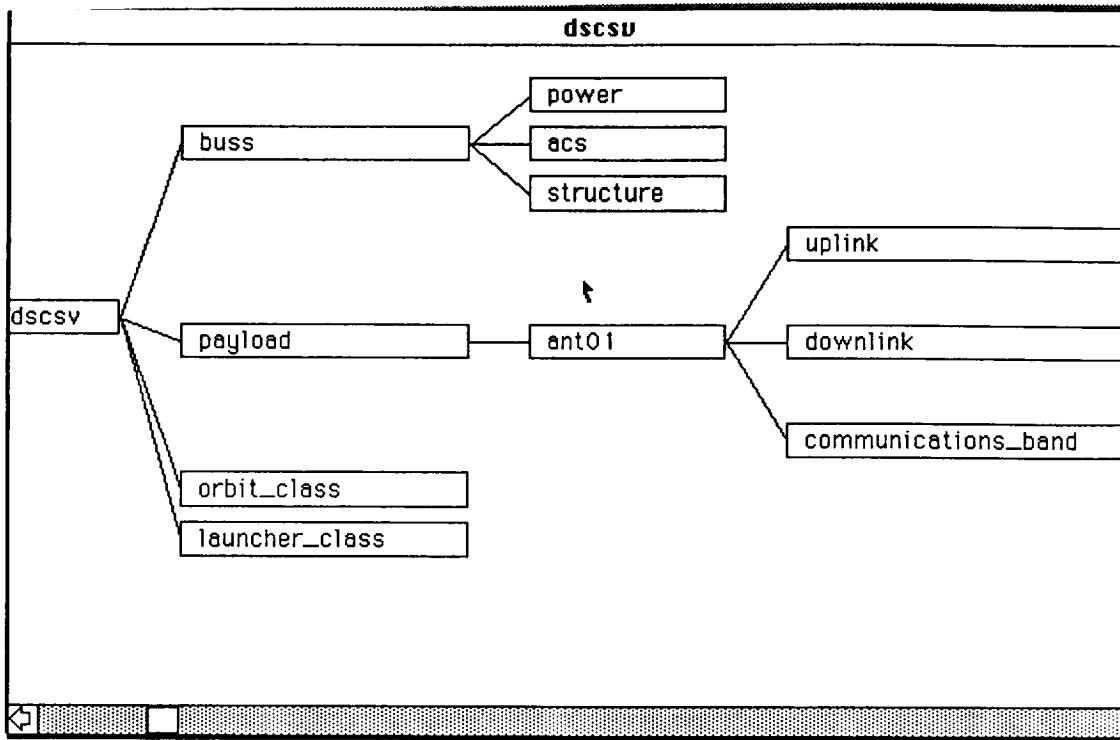 dscsv
power
buss
acs
structure
uplink
dscsv
payload
ant01
downlink
communications_band
orbit_class
launcher_class